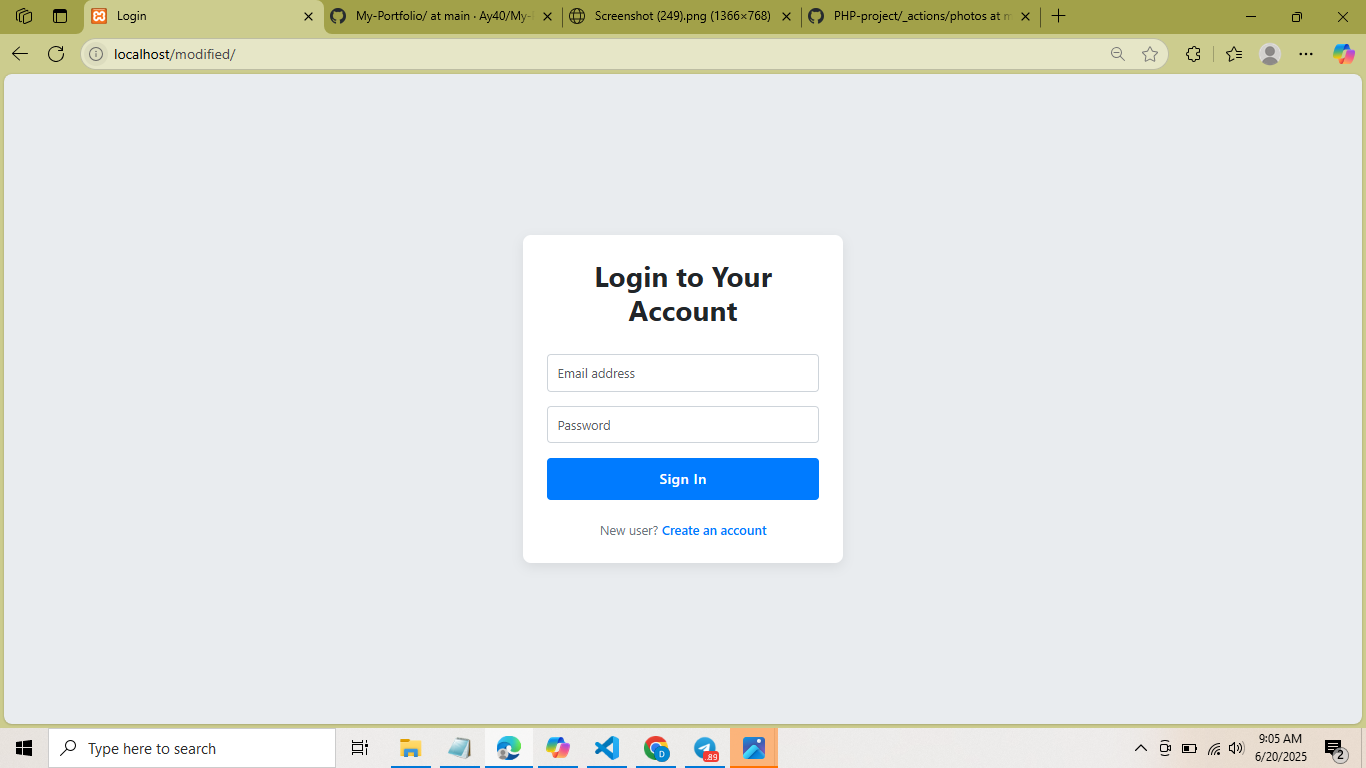 Login
My-Portfolio/ at main · Ay40/My-
Screenshot (249).png (1366×768)
PHP-project/_actions/photos at m
localhost/modified/
Login to Your
Account
Email address
Password
Sign In
New user? Create an account
Type here to search
D
.89
9:05 AM
6/20/2025
2